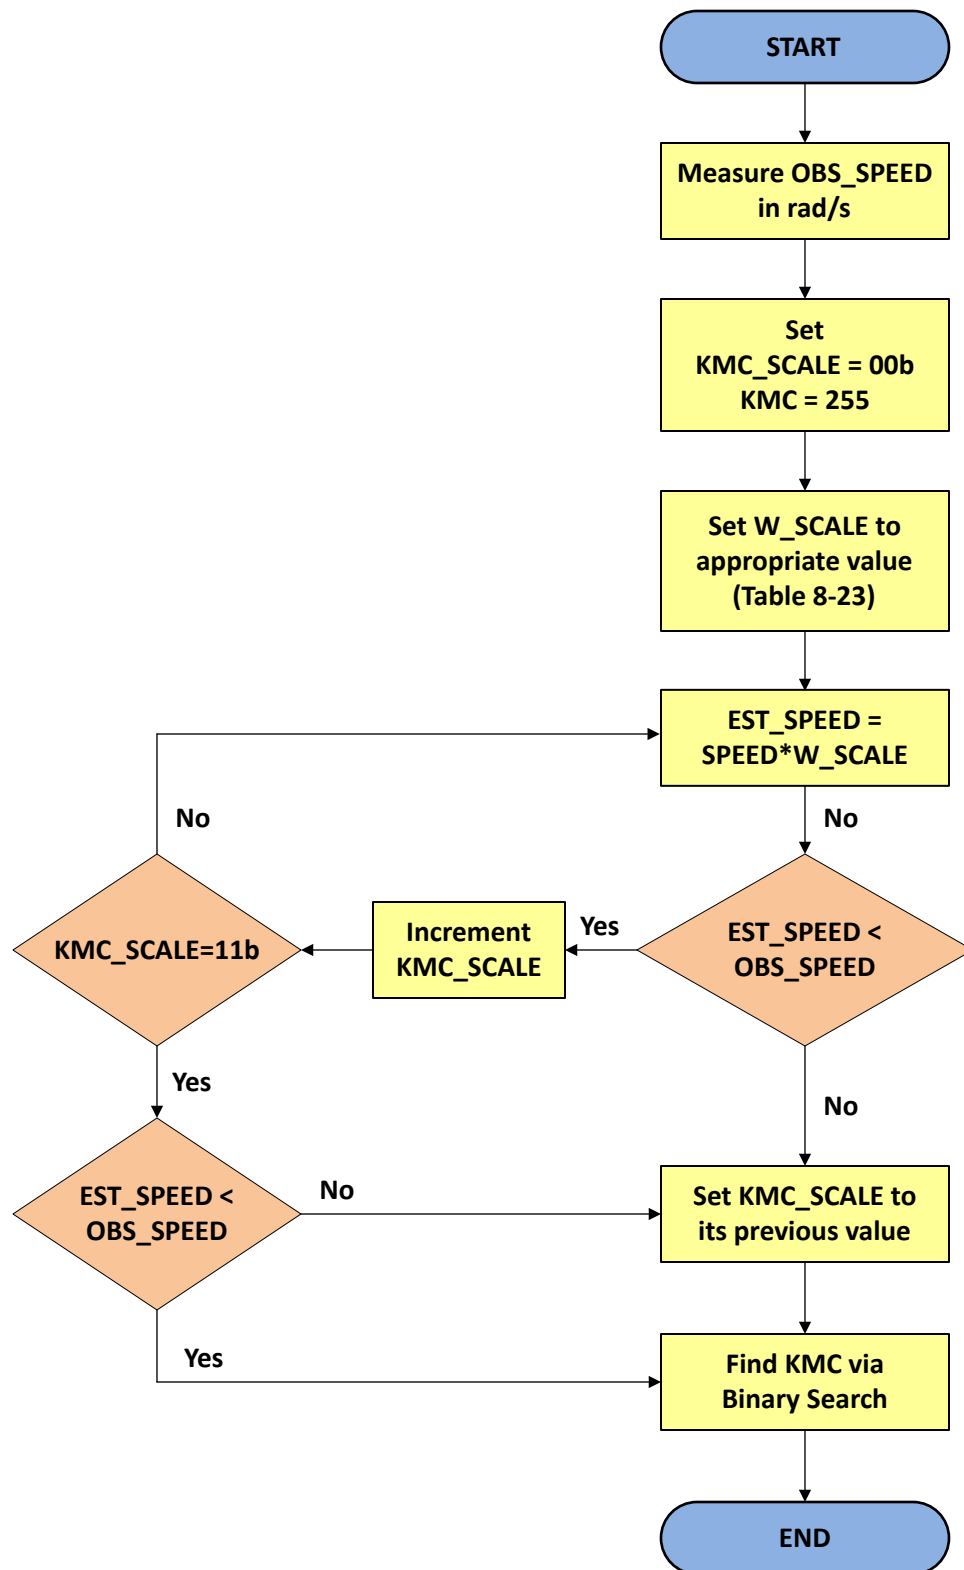 START
Measure OBS_SPEED
in rad/s
Set
KMC_SCALE = 00b
KMC = 255
Set W_SCALE to
appropriate value
(Table 8-23)
EST_SPEED =
SPEED*W_SCALE
No
No
KMC_SCALE=11b
Increment
KMC_SCALE
Yes
EST_SPEED <
OBS_SPEED
Yes
No
EST_SPEED <
OBS_SPEED
No
Set KMC_SCALE to
its previous value
Yes
Find KMC via
Binary Search
END